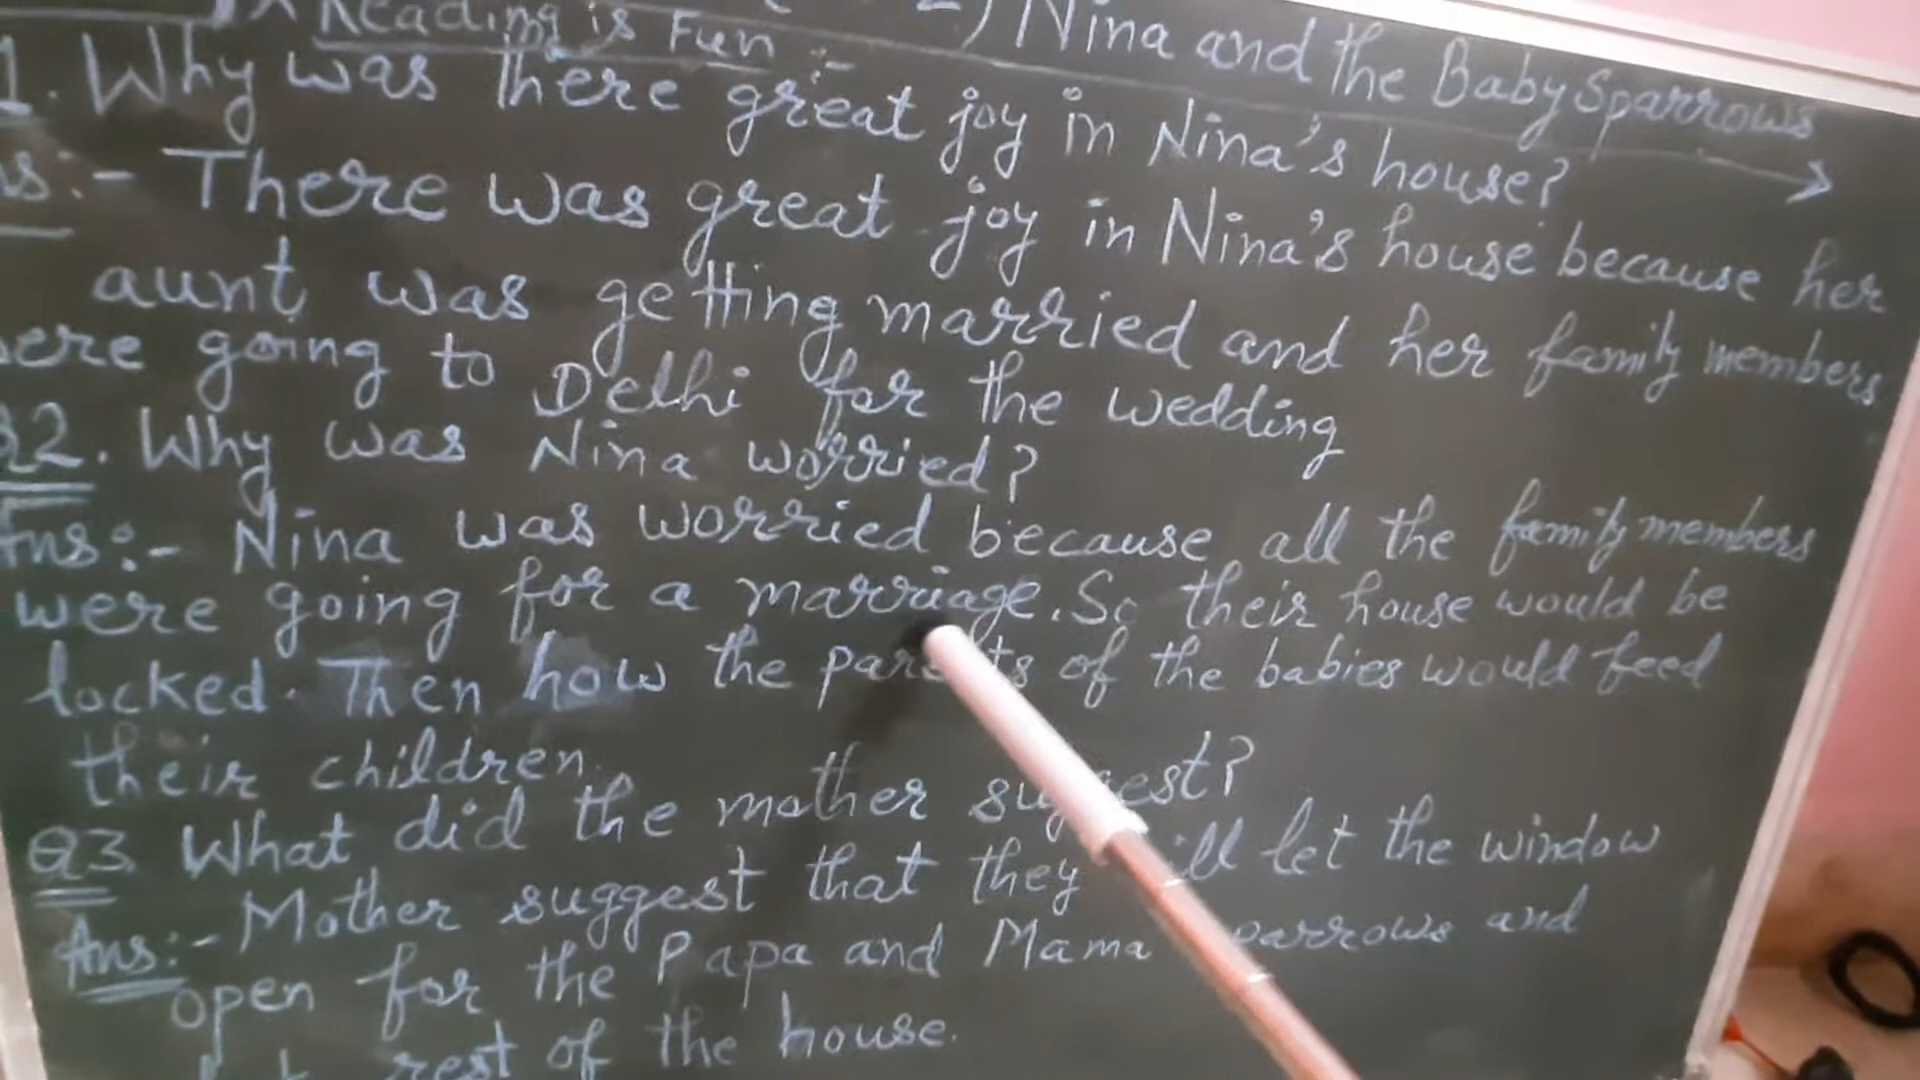 Reading is Fun :-
2) Nina and the Baby Sparrows
1. Why was there great joy in Nina's house?
ns:- There was great joy in Nina's house because her
aunt was getting married and her family members
ere going to Delhi for the wedding
Q2. Why was Nina worried?
Ans:- Nina was worried because all the family members
were going for a marriage. So their house would be
locked. Then how the parents of the babies would feed
their children.
Q3 What did the mother suggest?
Ans:- Mother suggest that they will let the window
open for the Papa and Mama Sparrows and
rest of the house.